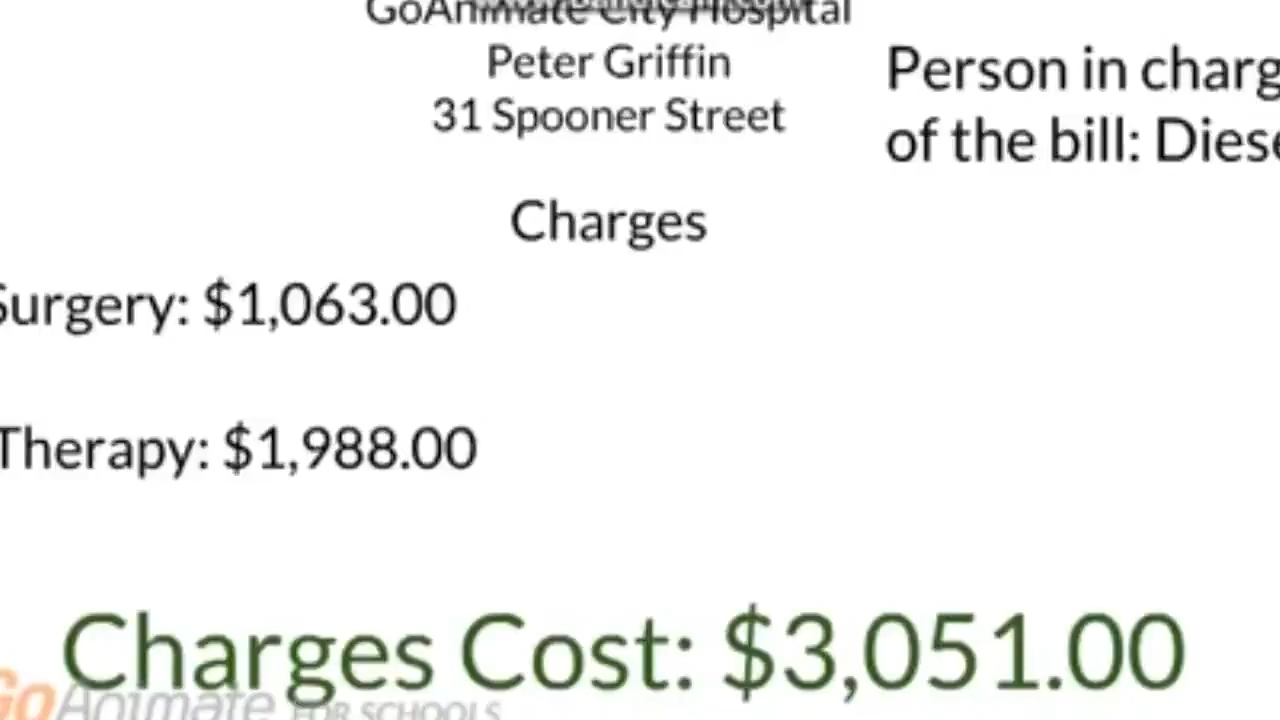 GoAnimate City Hospital
Peter Griffin
31 Spooner Street
Person in charg
of the bill: Diese
Charges
Surgery: $1,063.00
Therapy: $1,988.00
Charges Cost: $3,051.00
GoAnimate FOR SCHOOLS